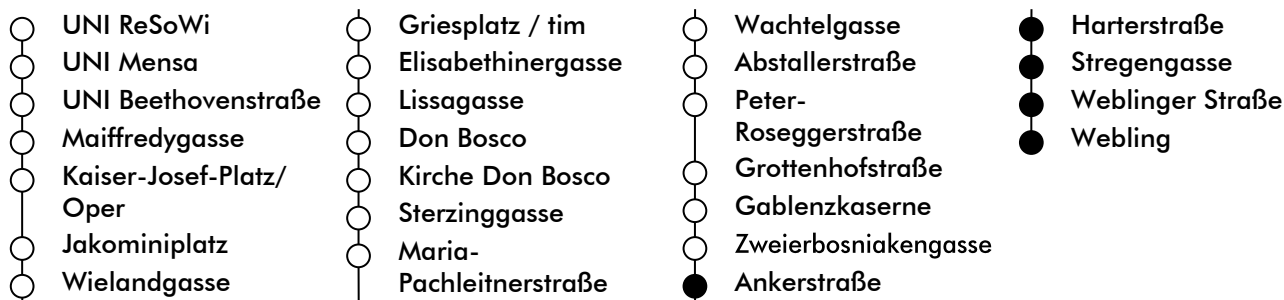 UNI ReSoWi
UNI Mensa
UNI Beethovenstraße
Maiffredygasse
Kaiser-Josef-Platz/
Oper
Jakominiplatz
Wielandgasse
Griesplatz / tim
Elisabethinergasse
Lissagasse
Don Bosco
Kirche Don Bosco
Sterzinggasse
Maria-
Pachleitnerstraße
Wachtelgasse
Abstallerstraße
Peter-
Roseggerstraße
Grottenhofstraße
Gablenzkaserne
Zweierbosniakengasse
Ankerstraße
Harterstraße
Stregengasse
Weblinger Straße
Webling